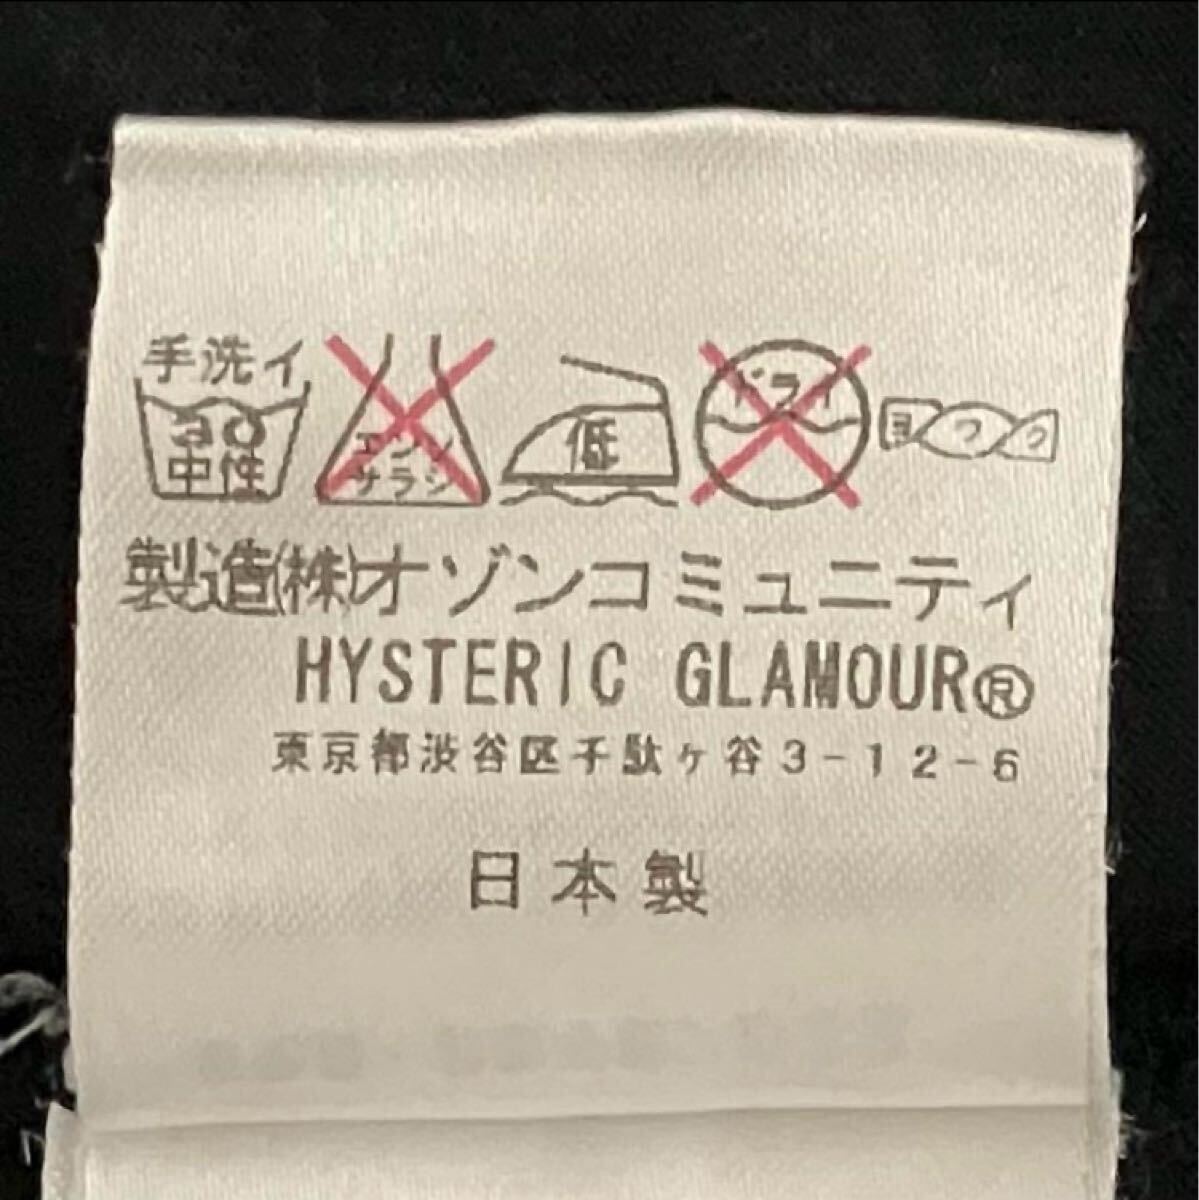 手洗イ
30
中性
エンソ
サラシ
低
ドライ
ヨワク
製造(株)オゾンコミュニティ
HYSTERIC GLAMOUR®
東京都渋谷区千駄ヶ谷3-12-6
日本製